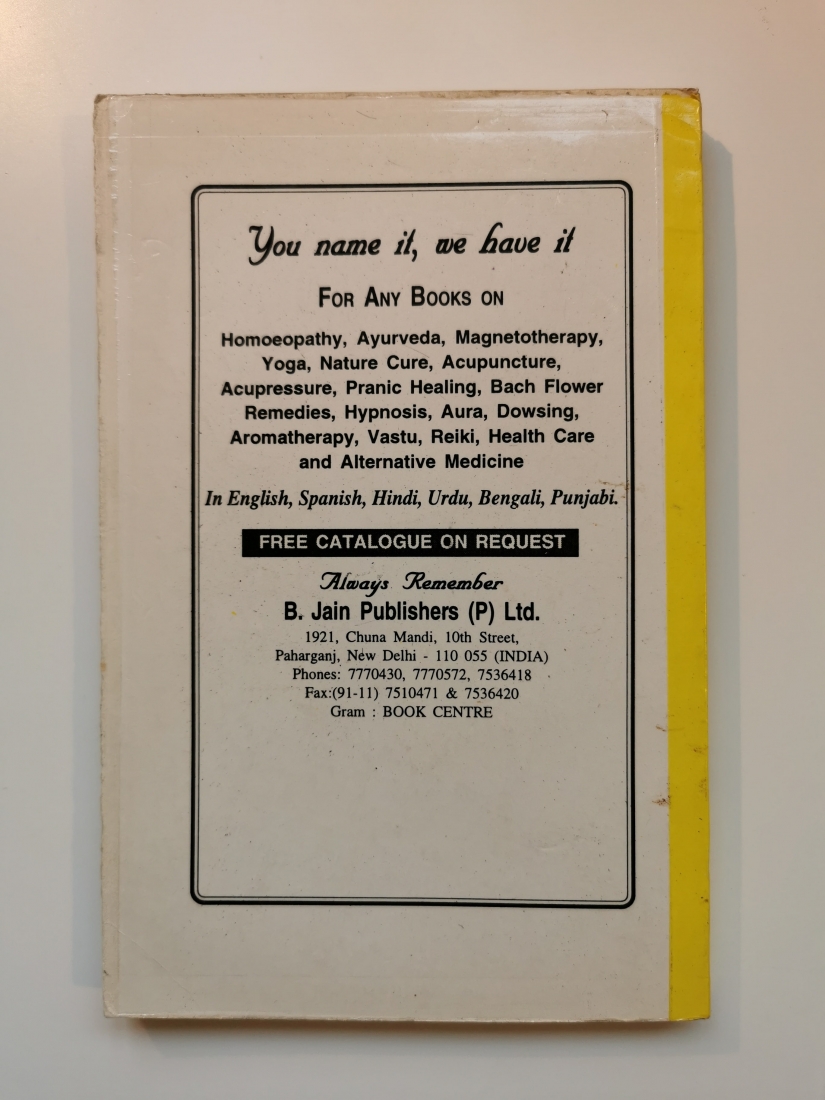 You name it, we have it
FOR ANY BOOKS ON
Homoeopathy, Ayurveda, Magnetotherapy,
Yoga, Nature Cure, Acupuncture,
Acupressure, Pranic Healing, Bach Flower
Remedies, Hypnosis, Aura, Dowsing,
Aromatherapy, Vastu, Reiki, Health Care
and Alternative Medicine
In English, Spanish, Hindi, Urdu, Bengali, Punjabi.
FREE CATALOGUE ON REQUEST
Always Remember
B. Jain Publishers (P) Ltd.
1921, Chuna Mandi, 10th Street,
Paharganj, New Delhi - 110 055 (INDIA)
Phones: 7770430, 7770572, 7536418
Fax:(91-11) 7510471 & 7536420
Gram : BOOK CENTRE